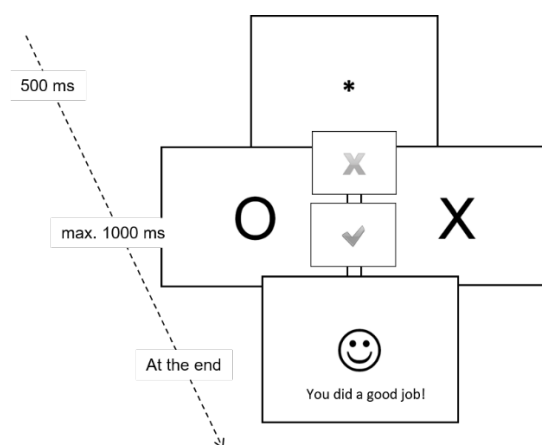 500 ms
*
O
X
max. 1000 ms
At the end
You did a good job!